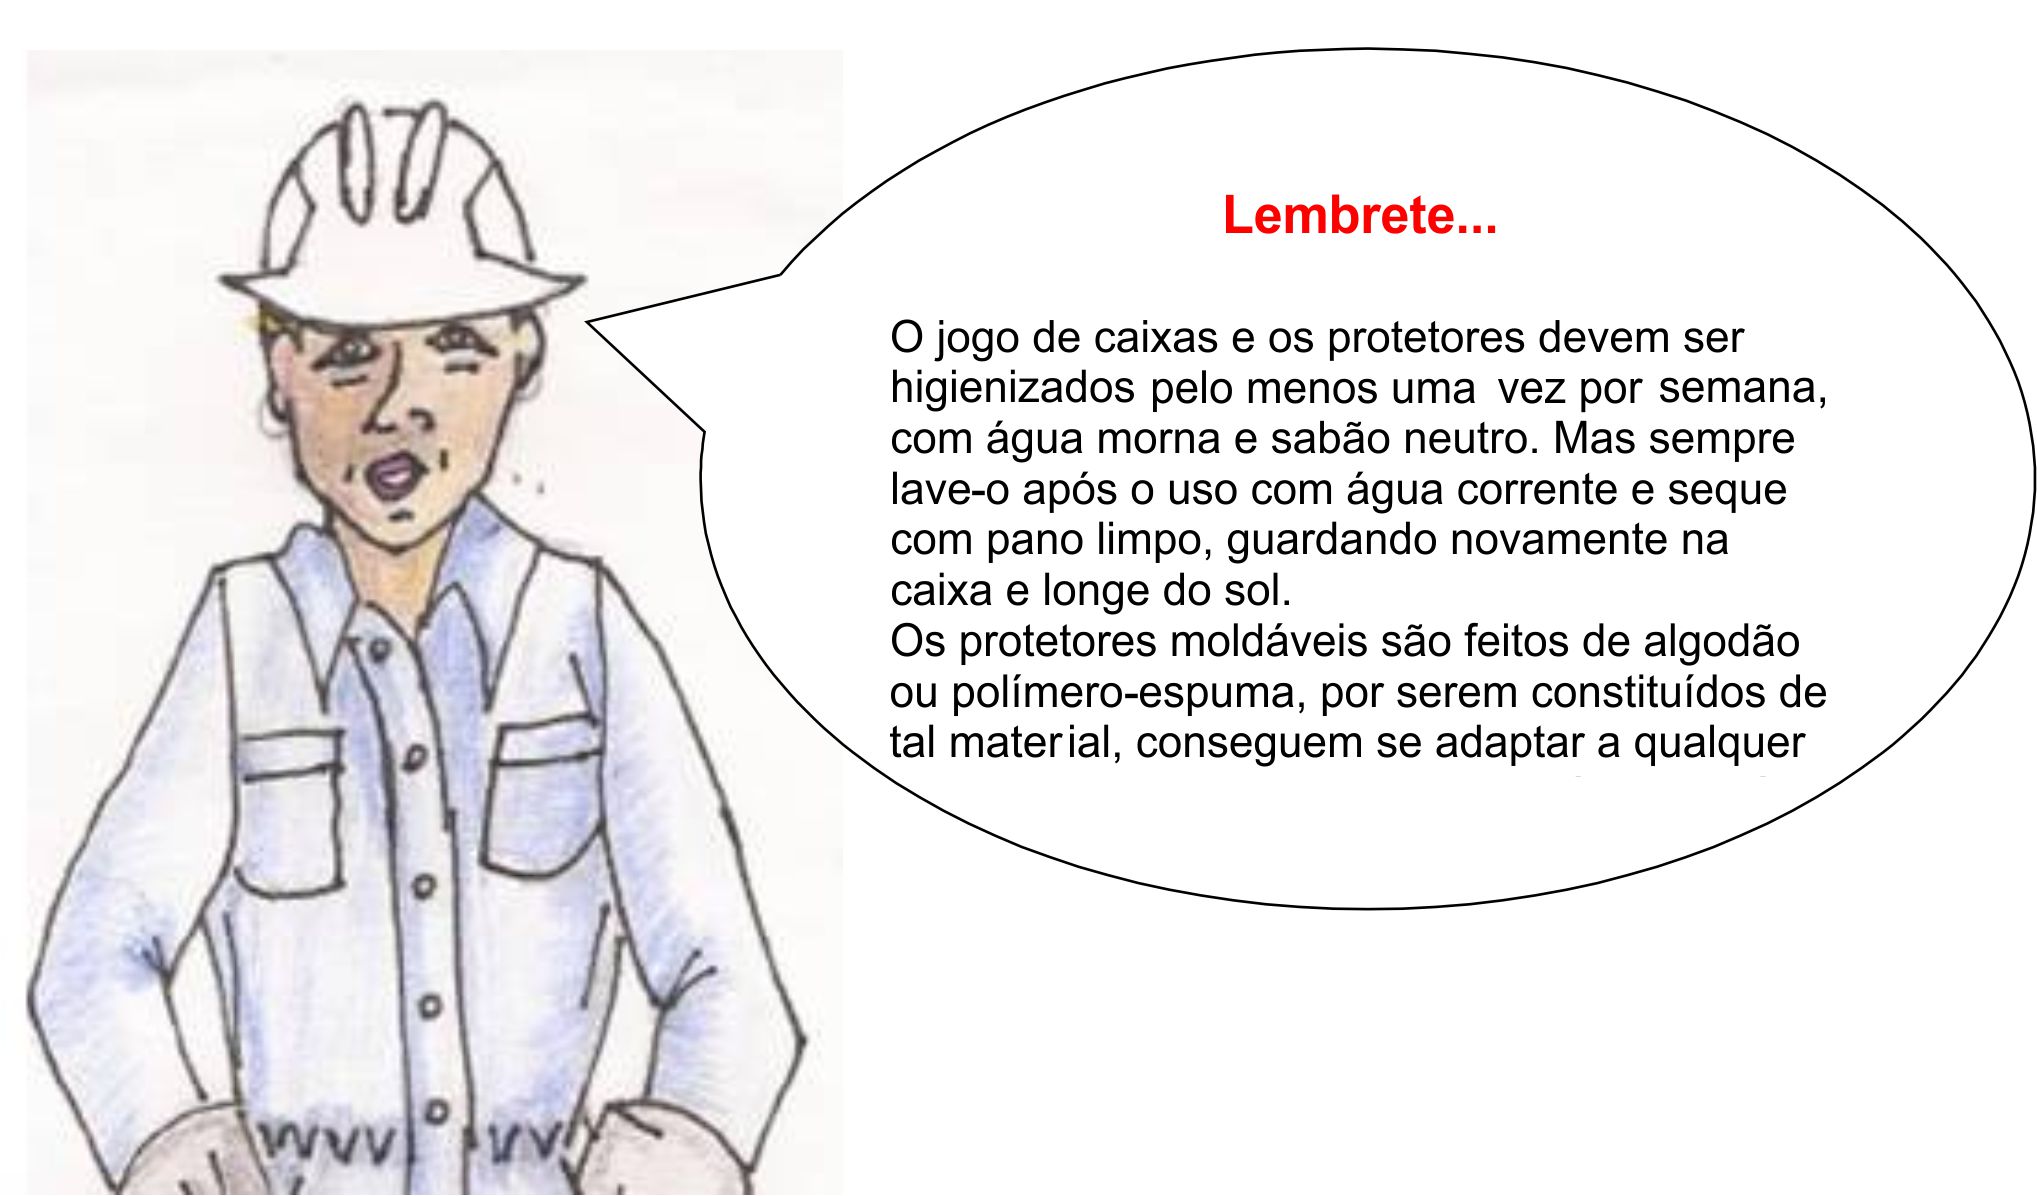 Lembrete...
O jogo de caixas e os protetores devem ser
higienizados pelo menos uma vez por semana,
com água morna e sabão neutro. Mas sempre
lave-o após o uso com água corrente e seque
com pano limpo, guardando novamente na
caixa e longe do sol.
Os protetores moldáveis são feitos de algodão
ou polímero-espuma, por serem constituídos de
tal material, conseguem se adaptar a qualquer